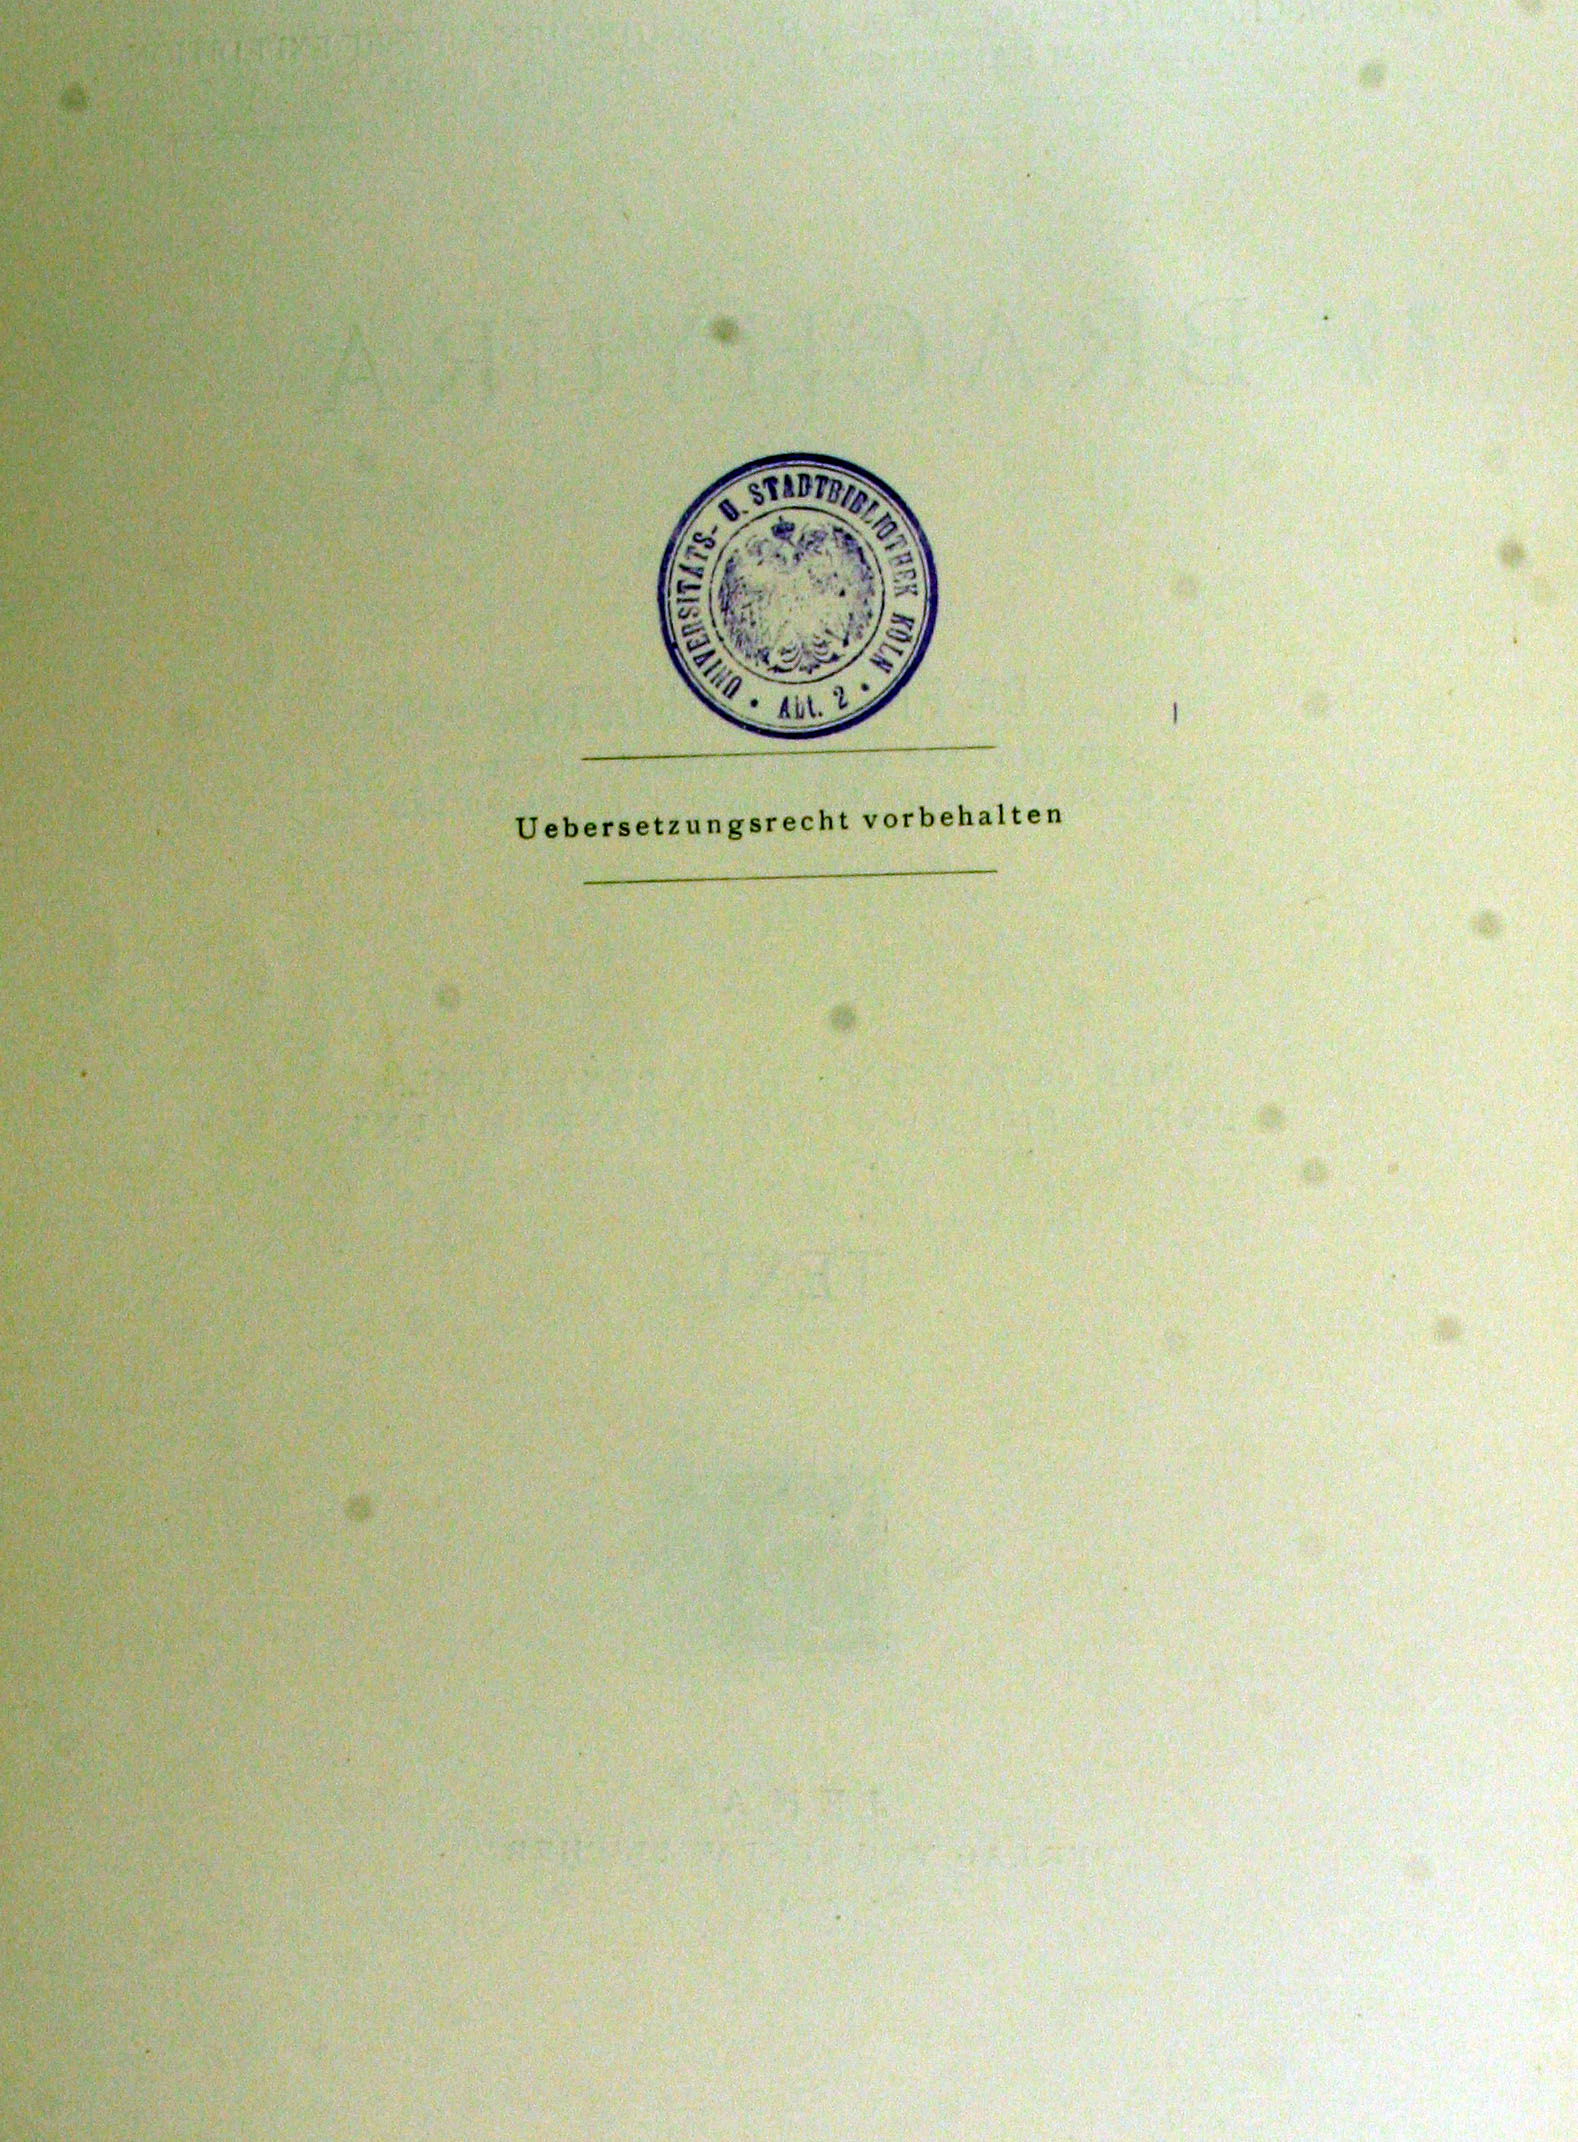 UNIVERSITÄTS- U. STADTBIBLIOTHEK KÖLN
• Abt. 2 •
Uebersetzungsrecht vorbehalten